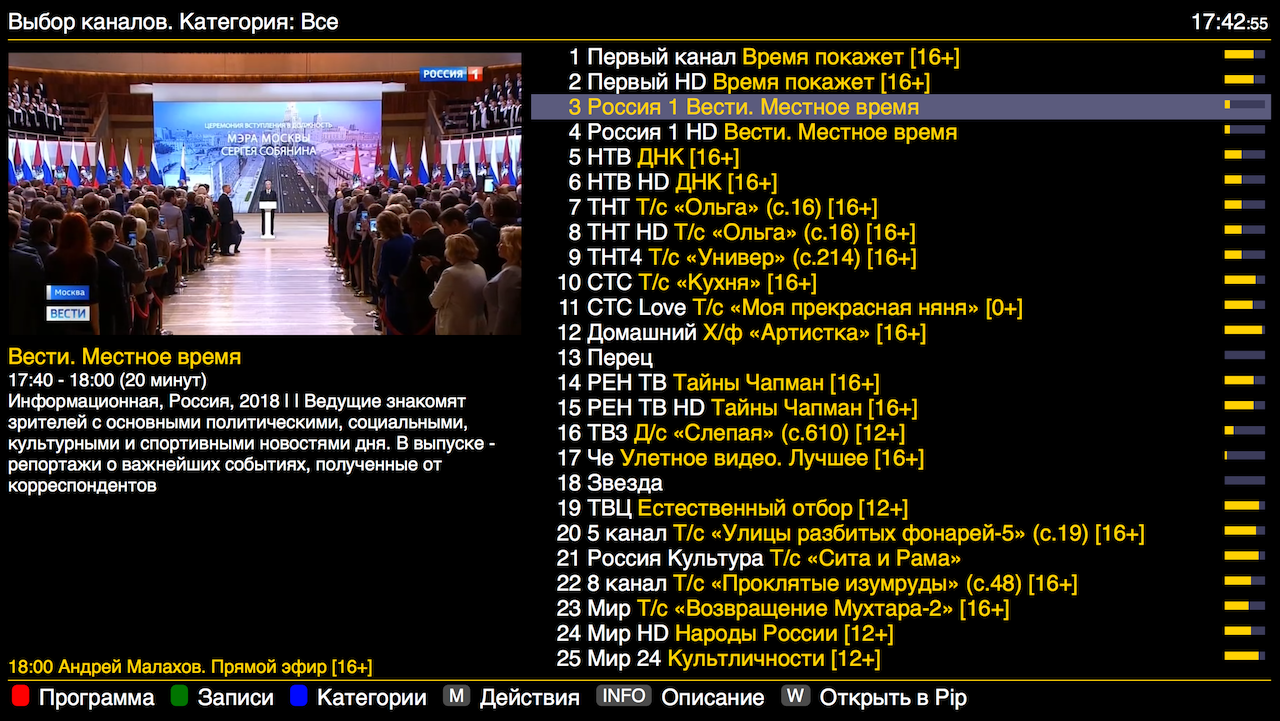 Выбор каналов. Категория: Все
17:42:55
РОССИЯ 1
ЦЕРЕМОНИЯ ВСТУПЛЕНИЯ В ДОЛЖНОСТЬ
МЭРА МОСКВЫ
СЕРГЕЯ СОБЯНИНА
Москва
ВЕСТИ
Вести. Местное время
17:40 - 18:00 (20 минут)
Информационная, Россия, 2018 | | Ведущие знакомят
зрителей с основными политическими, социальными,
культурными и спортивными новостями дня. В выпуске -
репортажи о важнейших событиях, полученные от
корреспондентов
18:00 Андрей Малахов. Прямой эфир [16+]
1 Первый канал Время покажет [16+]
2 Первый HD Время покажет [16+]
3 Россия 1 Вести. Местное время
4 Россия 1 HD Вести. Местное время
5 НТВ ДНК [16+]
6 НТВ HD ДНК [16+]
7 ТНТ Т/с «Ольга» (с.16) [16+]
8 ТНТ HD Т/с «Ольга» (с.16) [16+]
9 ТНТ4 Т/с «Универ» (с.214) [16+]
10 СТС Т/с «Кухня» [16+]
11 СТС Love Т/с «Моя прекрасная няня» [0+]
12 Домашний Х/ф «Артистка» [16+]
13 Перец
14 РЕН ТВ Тайны Чапман [16+]
15 РЕН ТВ HD Тайны Чапман [16+]
16 ТВ3 Д/с «Слепая» (с.610) [12+]
17 Че Улетное видео. Лучшее [16+]
18 Звезда
19 ТВЦ Естественный отбор [12+]
20 5 канал Т/с «Улицы разбитых фонарей-5» (с.19) [16+]
21 Россия Культура Т/с «Сита и Рама»
22 8 канал Т/с «Проклятые изумруды» (с.48) [16+]
23 Мир Т/с «Возвращение Мухтара-2» [16+]
24 Мир HD Народы России [12+]
25 Мир 24 Культличности [12+]
Программа Записи Категории M Действия INFO Описание W Открыть в Pip